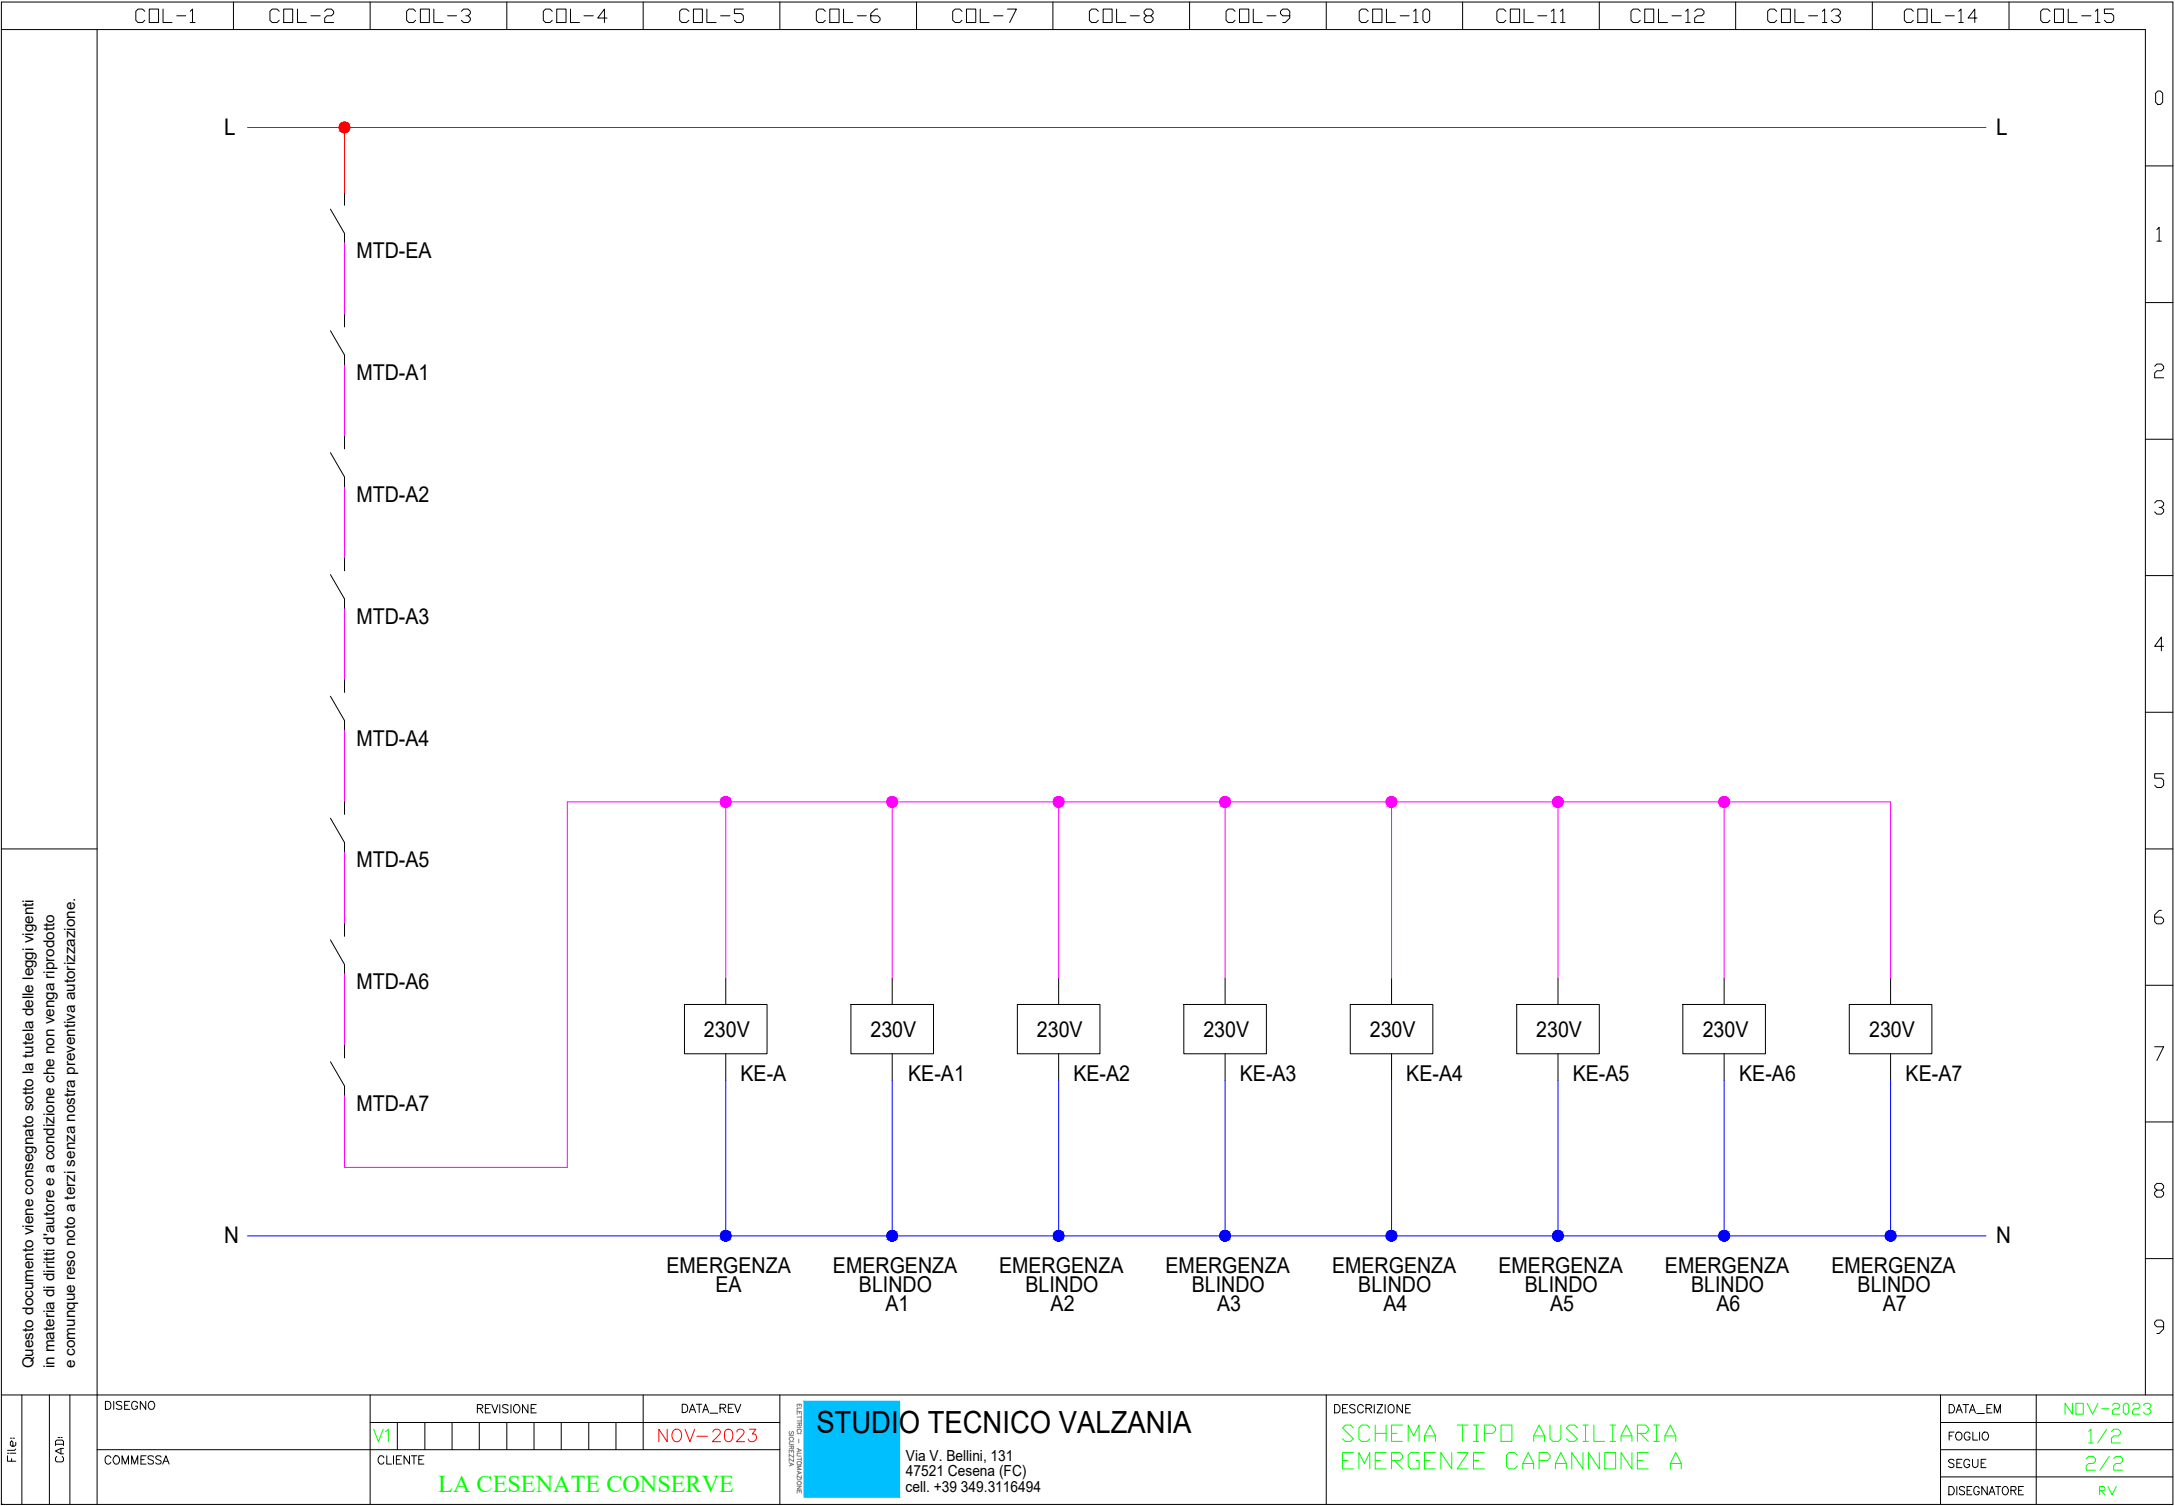 COL-1 COL-2 COL-3 COL-4 COL-5 COL-6 COL-7 COL-8 COL-9 COL-10 COL-11 COL-12 COL-13 COL-14 COL-15
0
L L
1
MTD-EA
2
MTD-A1
3
MTD-A2
4
MTD-A3
MTD-A4
5
MTD-A5
6
MTD-A6
230V 230V 230V 230V 230V 230V 230V 230V
7
KE-A KE-A1 KE-A2 KE-A3 KE-A4 KE-A5 KE-A6 KE-A7
MTD-A7
8
N N
EMERGENZA EMERGENZA EMERGENZA EMERGENZA EMERGENZA EMERGENZA EMERGENZA EMERGENZA
EA BLINDO BLINDO BLINDO BLINDO BLINDO BLINDO BLINDO
A1 A2 A3 A4 A5 A6 A7
9
Questo documento viene consegnato sotto la tutela delle leggi vigenti
in materia di diritti d'autore e a condizione che non venga riprodotto
e comunque reso noto a terzi senza nostra preventiva autorizzazione.
File:
CAD:
DISEGNO
COMMESSA
REVISIONE
V1
DATA_REV
NOV-2023
CLIENTE
LA CESENATE CONSERVE
ELETTRICI - AUTOMAZIONE
SICUREZZA
STUDIO TECNICO VALZANIA
Via V. Bellini, 131
47521 Cesena (FC)
cell. +39 349.3116494
DESCRIZIONE
SCHEMA TIPO AUSILIARIA
EMERGENZE CAPANNONE A
DATA_EM NOV-2023
FOGLIO 1/2
SEGUE 2/2
DISEGNATORE RV